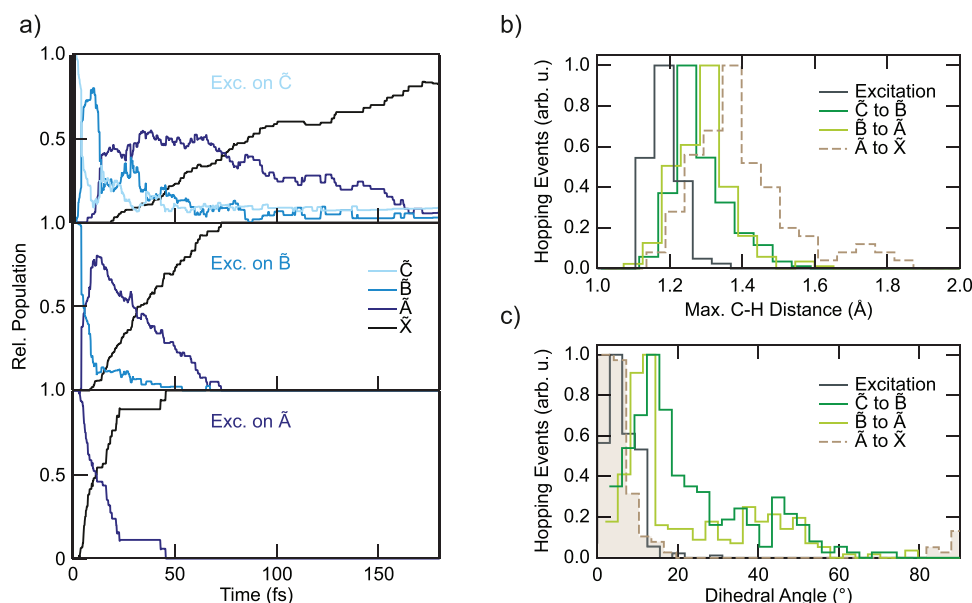 a)
1.0
Exc. on C̃
0.5
Rel. Population
1.0
Exc. on B̃
C̃
B̃
Ã
X̃
0.5
1.0
Exc. on Ã
0.5
0
0 50 100 150
Time (fs)
b)
Hopping Events (arb. u.)
1.0
0.8
0.6
0.4
0.2
0.0
Excitation
C̃ to B̃
B̃ to Ã
Ã to X̃
1.0 1.2 1.4 1.6 1.8 2.0
Max. C-H Distance (Å)
c)
Hopping Events (arb. u.)
1.0
0.8
0.6
0.4
0.2
0.0
Excitation
C̃ to B̃
B̃ to Ã
Ã to X̃
0 20 40 60 80
Dihedral Angle (°)